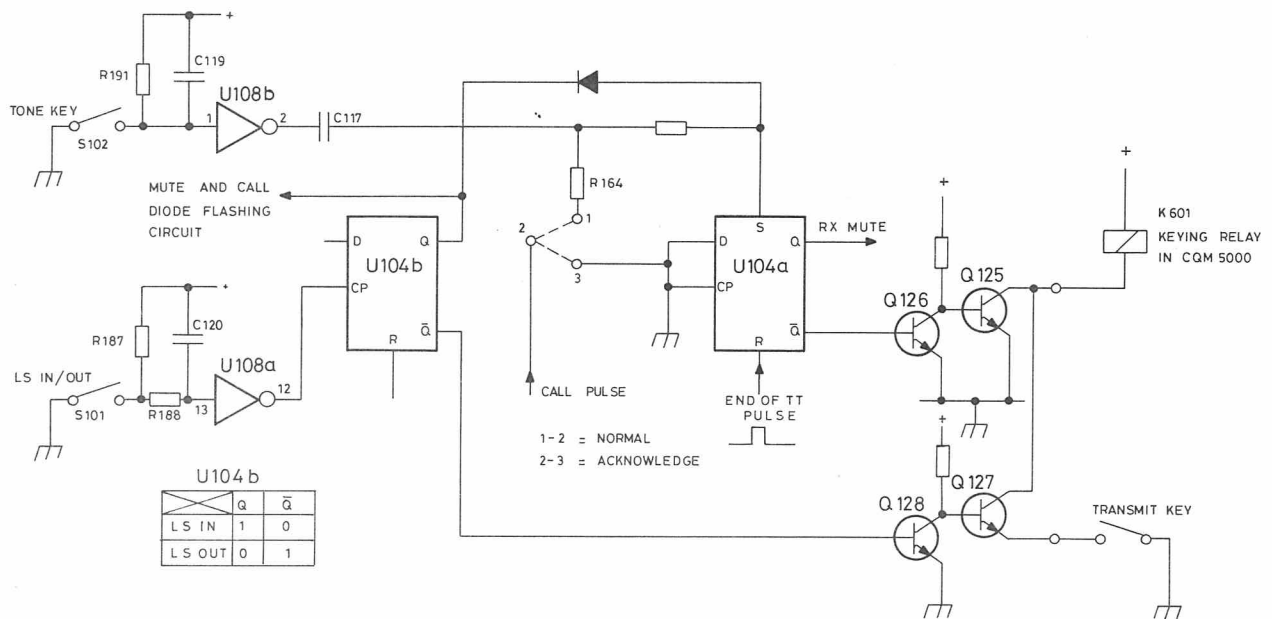 +
R191
C119
U108b
TONE KEY
1
2
C117
S102
MUTE AND CALL
DIODE FLASHING
CIRCUIT
R164
1
2
3
D
Q
U104b
CP
Q̅
R
S
D
Q
U104a
CP
Q̅
R
RX MUTE
+
+
K601
KEYING RELAY
IN CQM 5000
Q125
Q126
+
R187
C120
U108a
LS IN/OUT
12
13
S101
R188
CALL PULSE
END OF TT
PULSE
1-2 = NORMAL
2-3 = ACKNOWLEDGE
+
Q127
Q128
TRANSMIT KEY
U104b
Q Q̅
LS IN 1 0
LS OUT 0 1